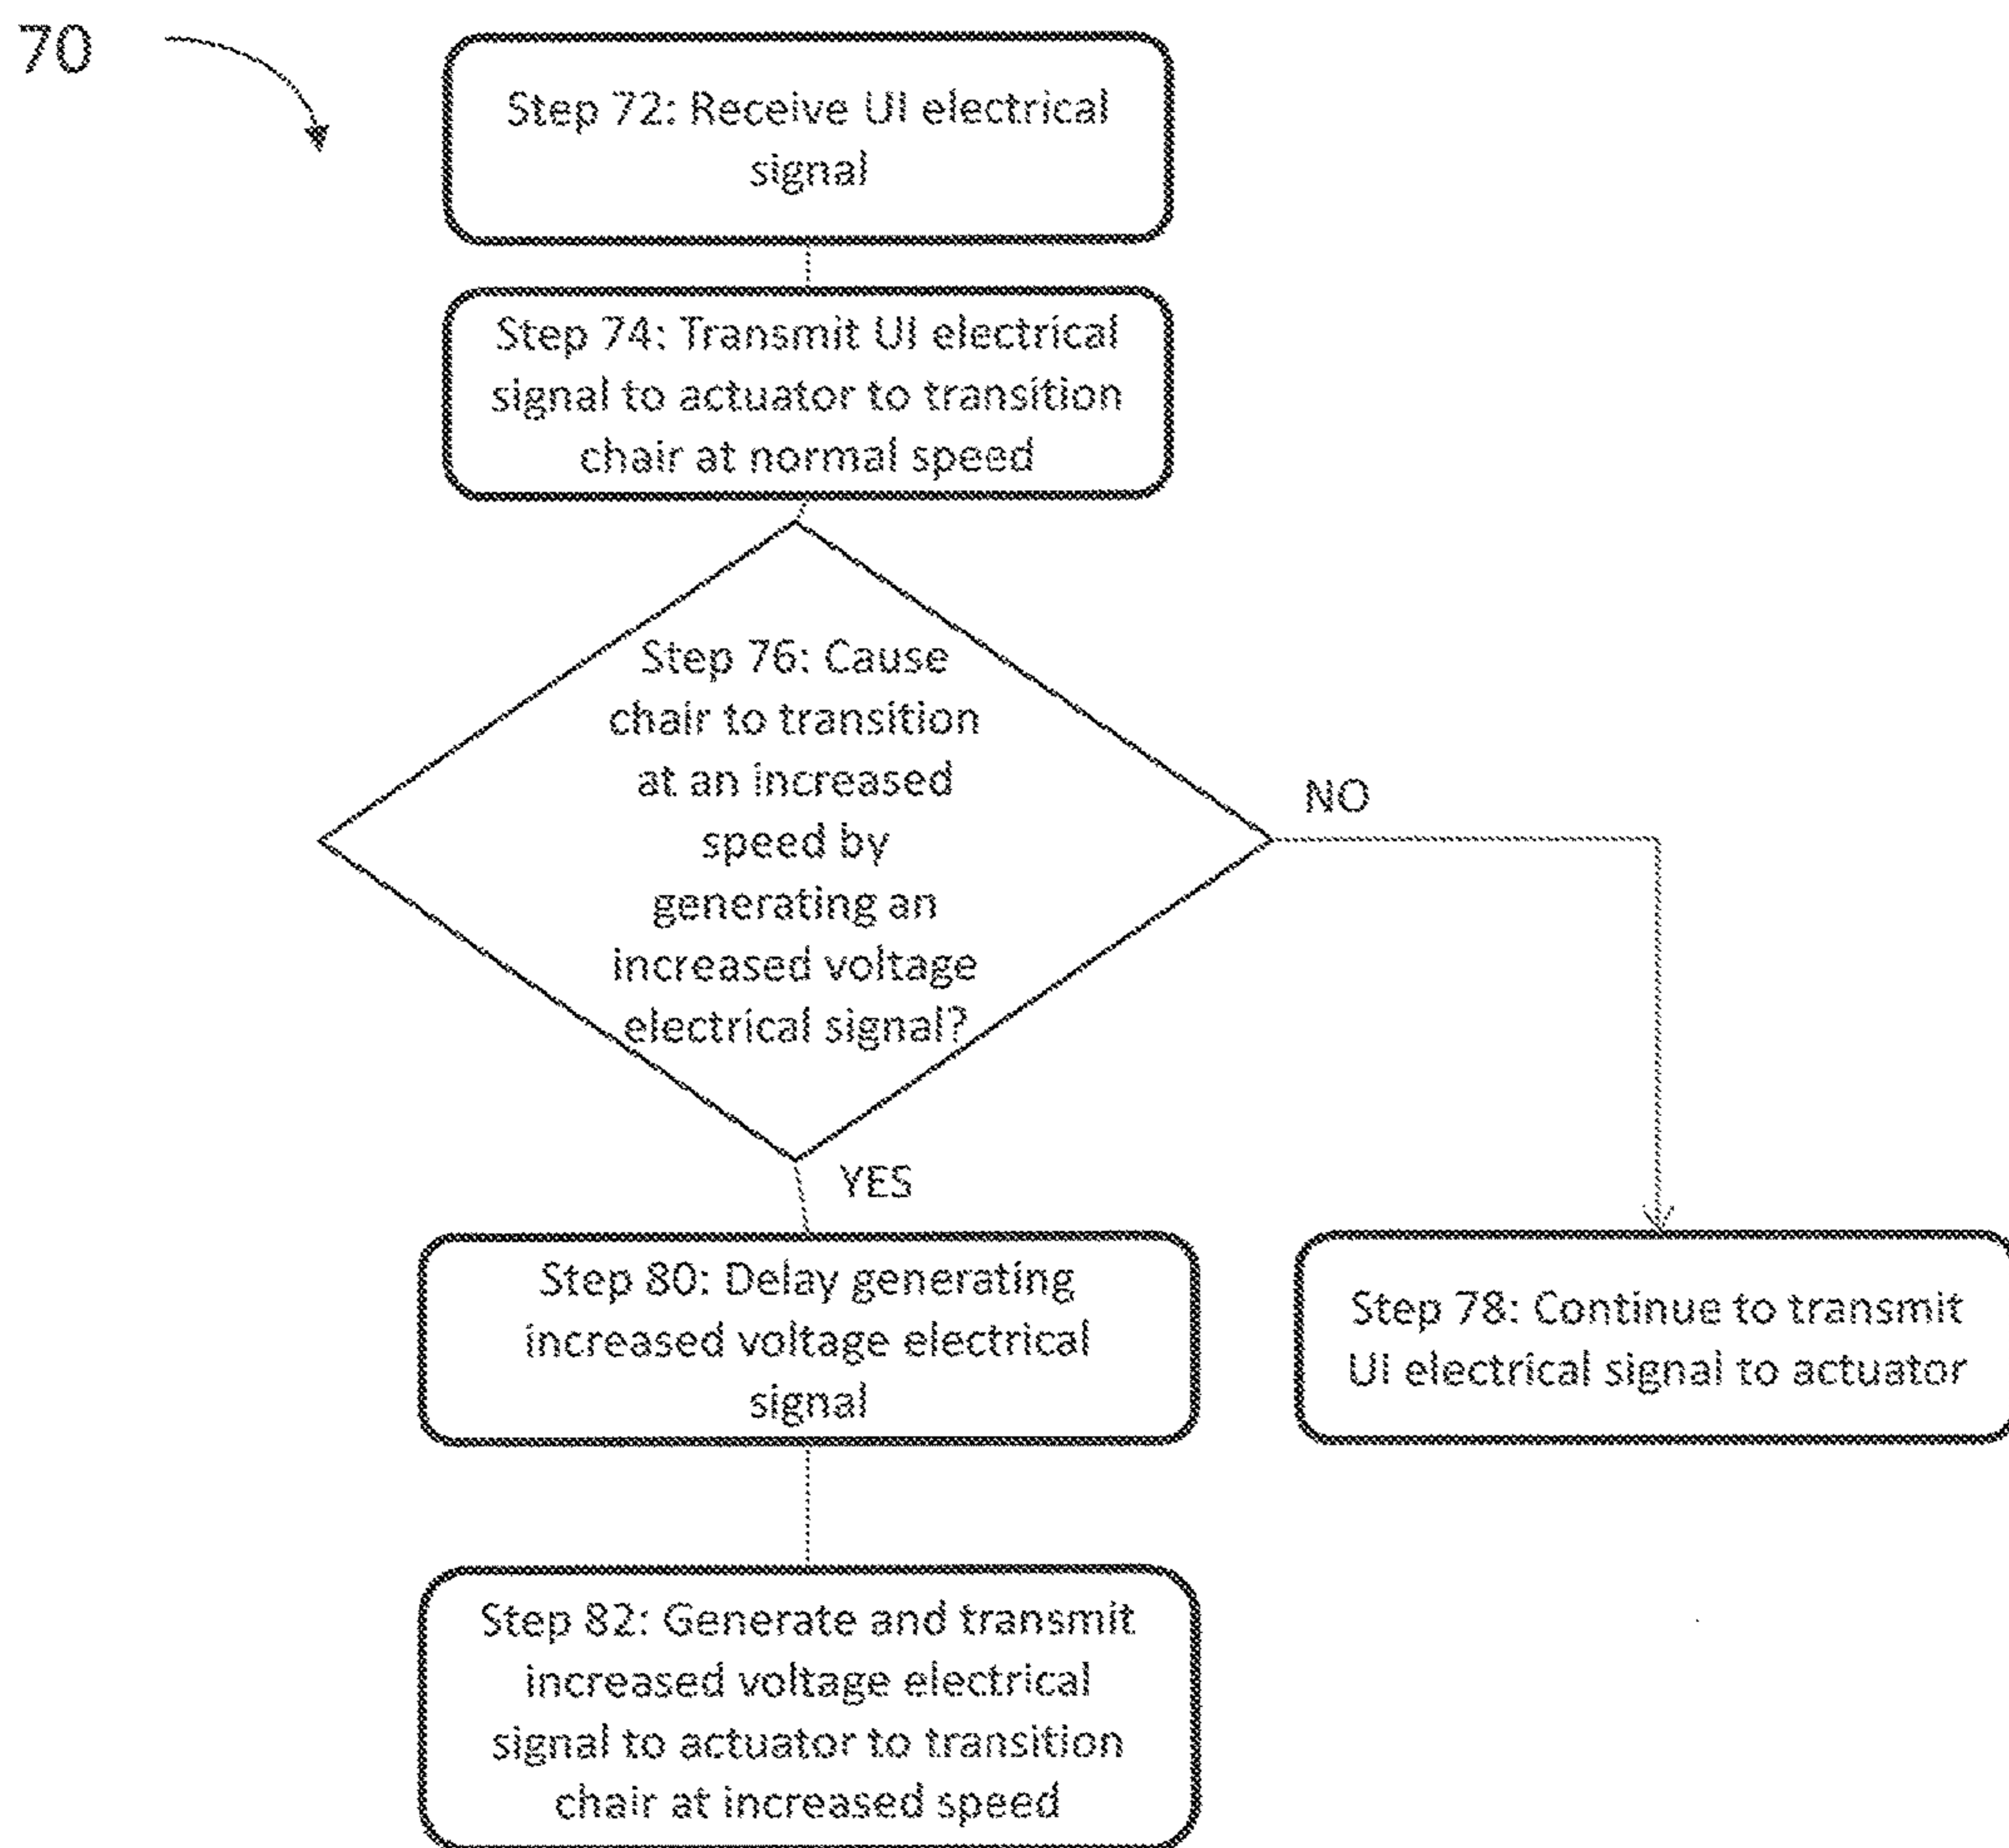 70
Step 72: Receive UI electrical
signal
Step 74: Transmit UI electrical
signal to actuator to transition
chair at normal speed
Step 76: Cause
chair to transition
at an increased
speed by
generating an
increased voltage
electrical signal?
NO
YES
Step 80: Delay generating
increased voltage electrical
signal
Step 78: Continue to transmit
UI electrical signal to actuator
Step 82: Generate and transmit
increased voltage electrical
signal to actuator to transition
chair at increased speed